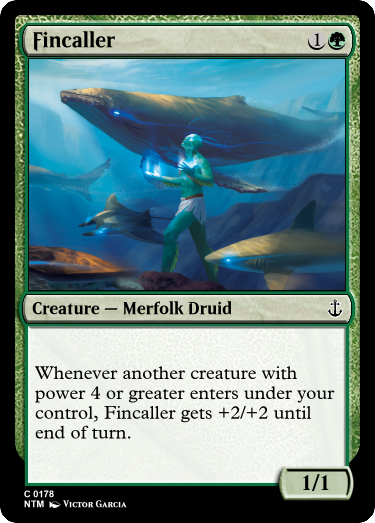 Fincaller 1
Creature — Merfolk Druid
Whenever another creature with
power 4 or greater enters under your
control, Fincaller gets +2/+2 until
end of turn.
1/1
C 0178
NTM Victor Garcia